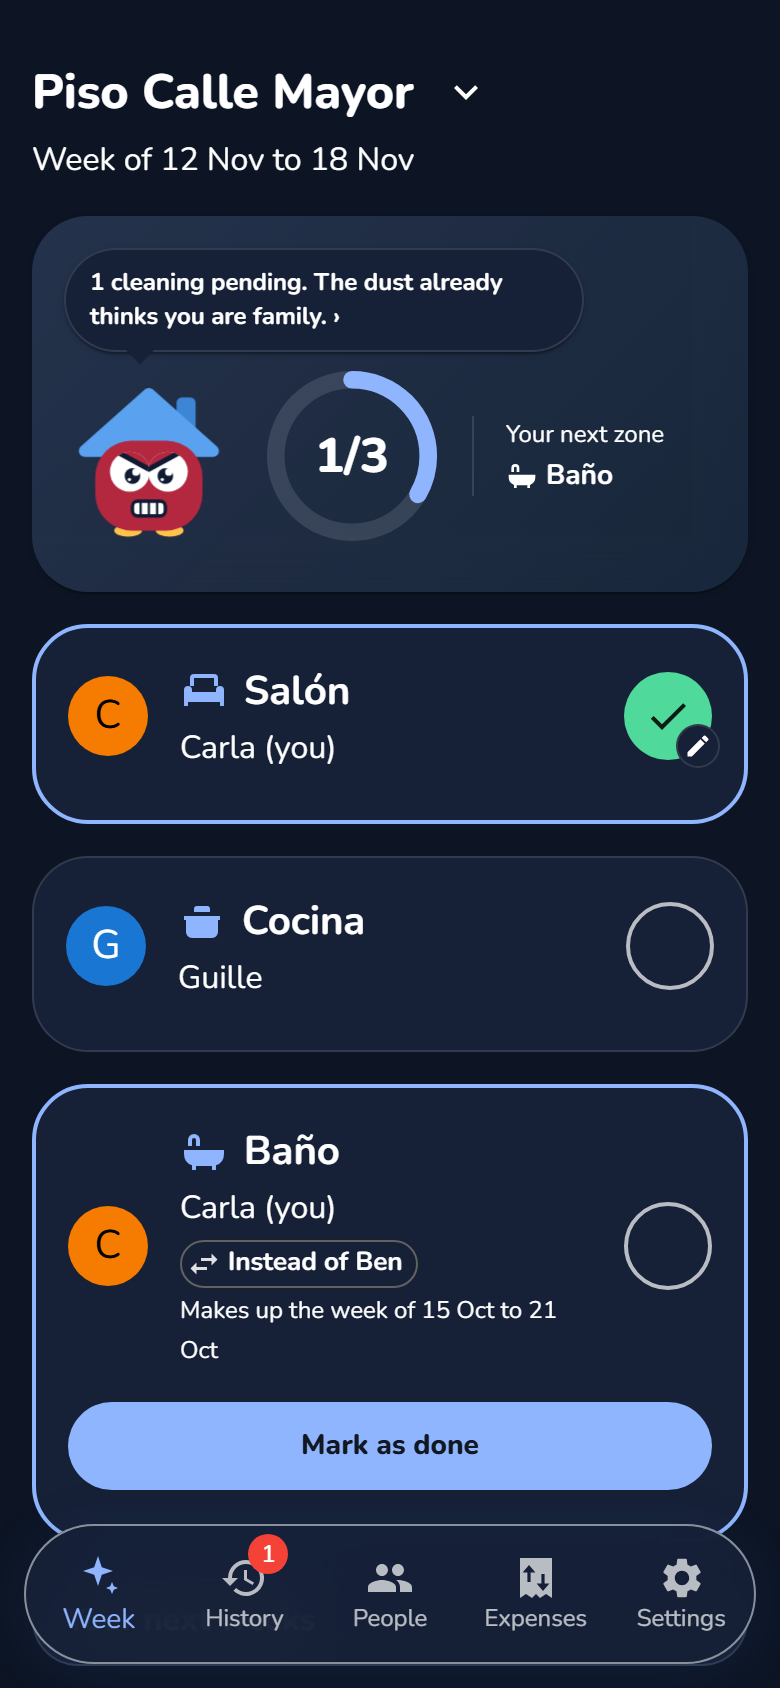 Piso Calle Mayor
Week of 12 Nov to 18 Nov
1 cleaning pending. The dust already
thinks you are family. ›
1/3
Your next zone
Baño
C
Salón
Carla (you)
G
Cocina
Guille
Baño
C
Carla (you)
Instead of Ben
Makes up the week of 15 Oct to 21
Oct
Mark as done
1
Week
History
People
Expenses
Settings